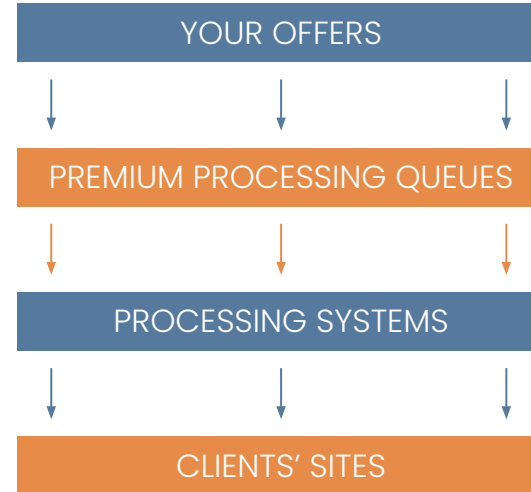 YOUR OFFERS
PREMIUM PROCESSING QUEUES
PROCESSING SYSTEMS
CLIENTS’ SITES